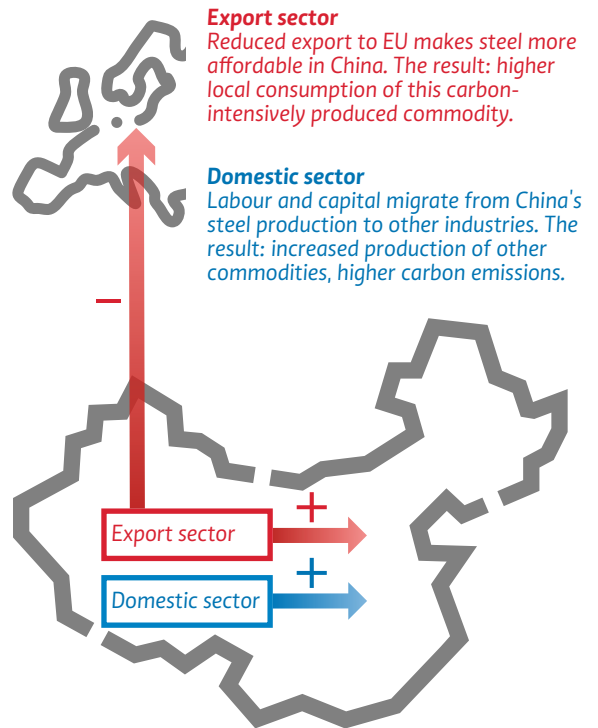 Export sector
Reduced export to EU makes steel more
affordable in China. The result: higher
local consumption of this carbon-
intensively produced commodity.
Domestic sector
Labour and capital migrate from China's
steel production to other industries. The
result: increased production of other
commodities, higher carbon emissions.
–
+
Export sector
+
Domestic sector